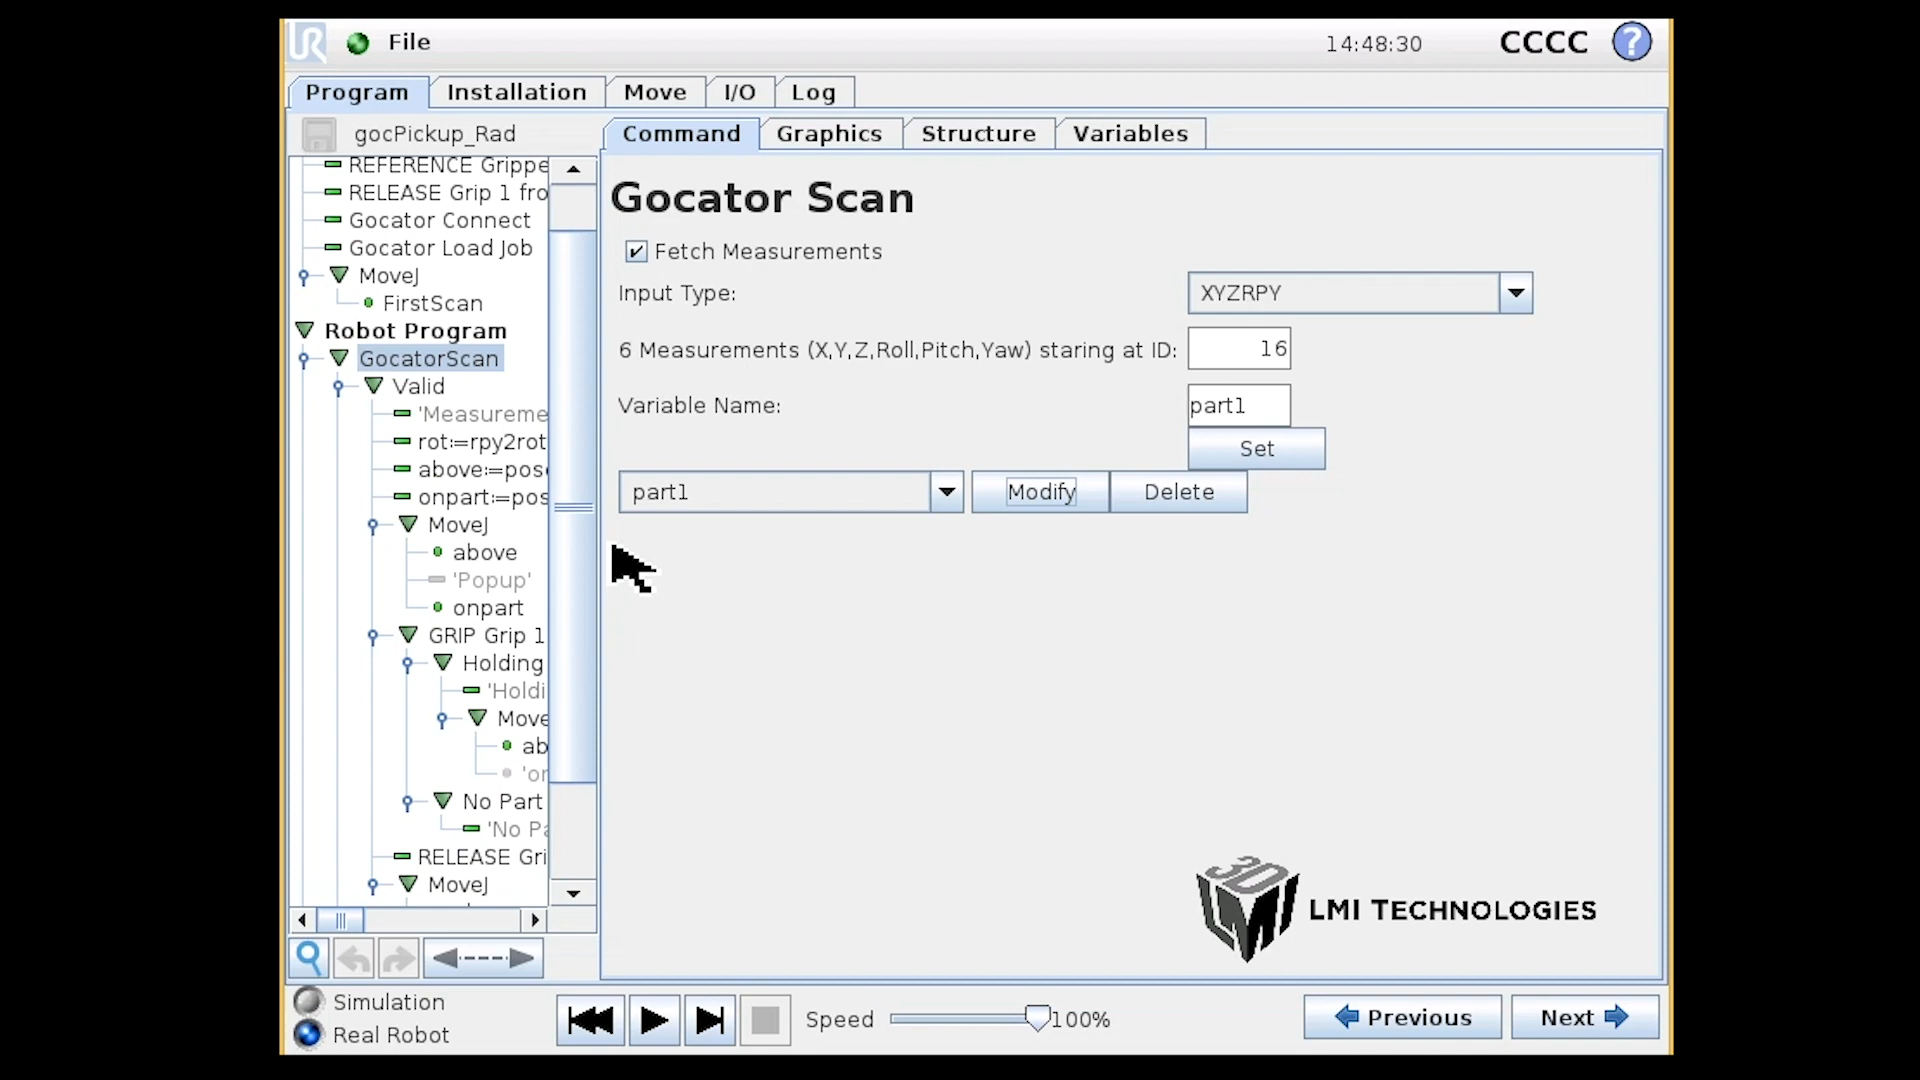 UR File 14:48:30 CCCC ?
Program Installation Move I/O Log
gocPickup_Rad
Command Graphics Structure Variables
REFERENCE Grippe
RELEASE Grip 1 fro
Gocator Connect
Gocator Load Job
MoveJ
FirstScan
Robot Program
GocatorScan
Valid
'Measureme
rot:=rpy2rot
above:=pos
onpart:=pos
MoveJ
above
'Popup'
onpart
GRIP Grip 1
Holding
'Holdi
Move
ab
'or
No Part
'No Pa
RELEASE Gri
MoveJ
Gocator Scan
Fetch Measurements
Input Type: XYZRPY
6 Measurements (X,Y,Z,Roll,Pitch,Yaw) staring at ID: 16
Variable Name: part1
Set
part1 Modify Delete
3D
LMI TECHNOLOGIES
Simulation
Real Robot
Speed 100%
Previous Next